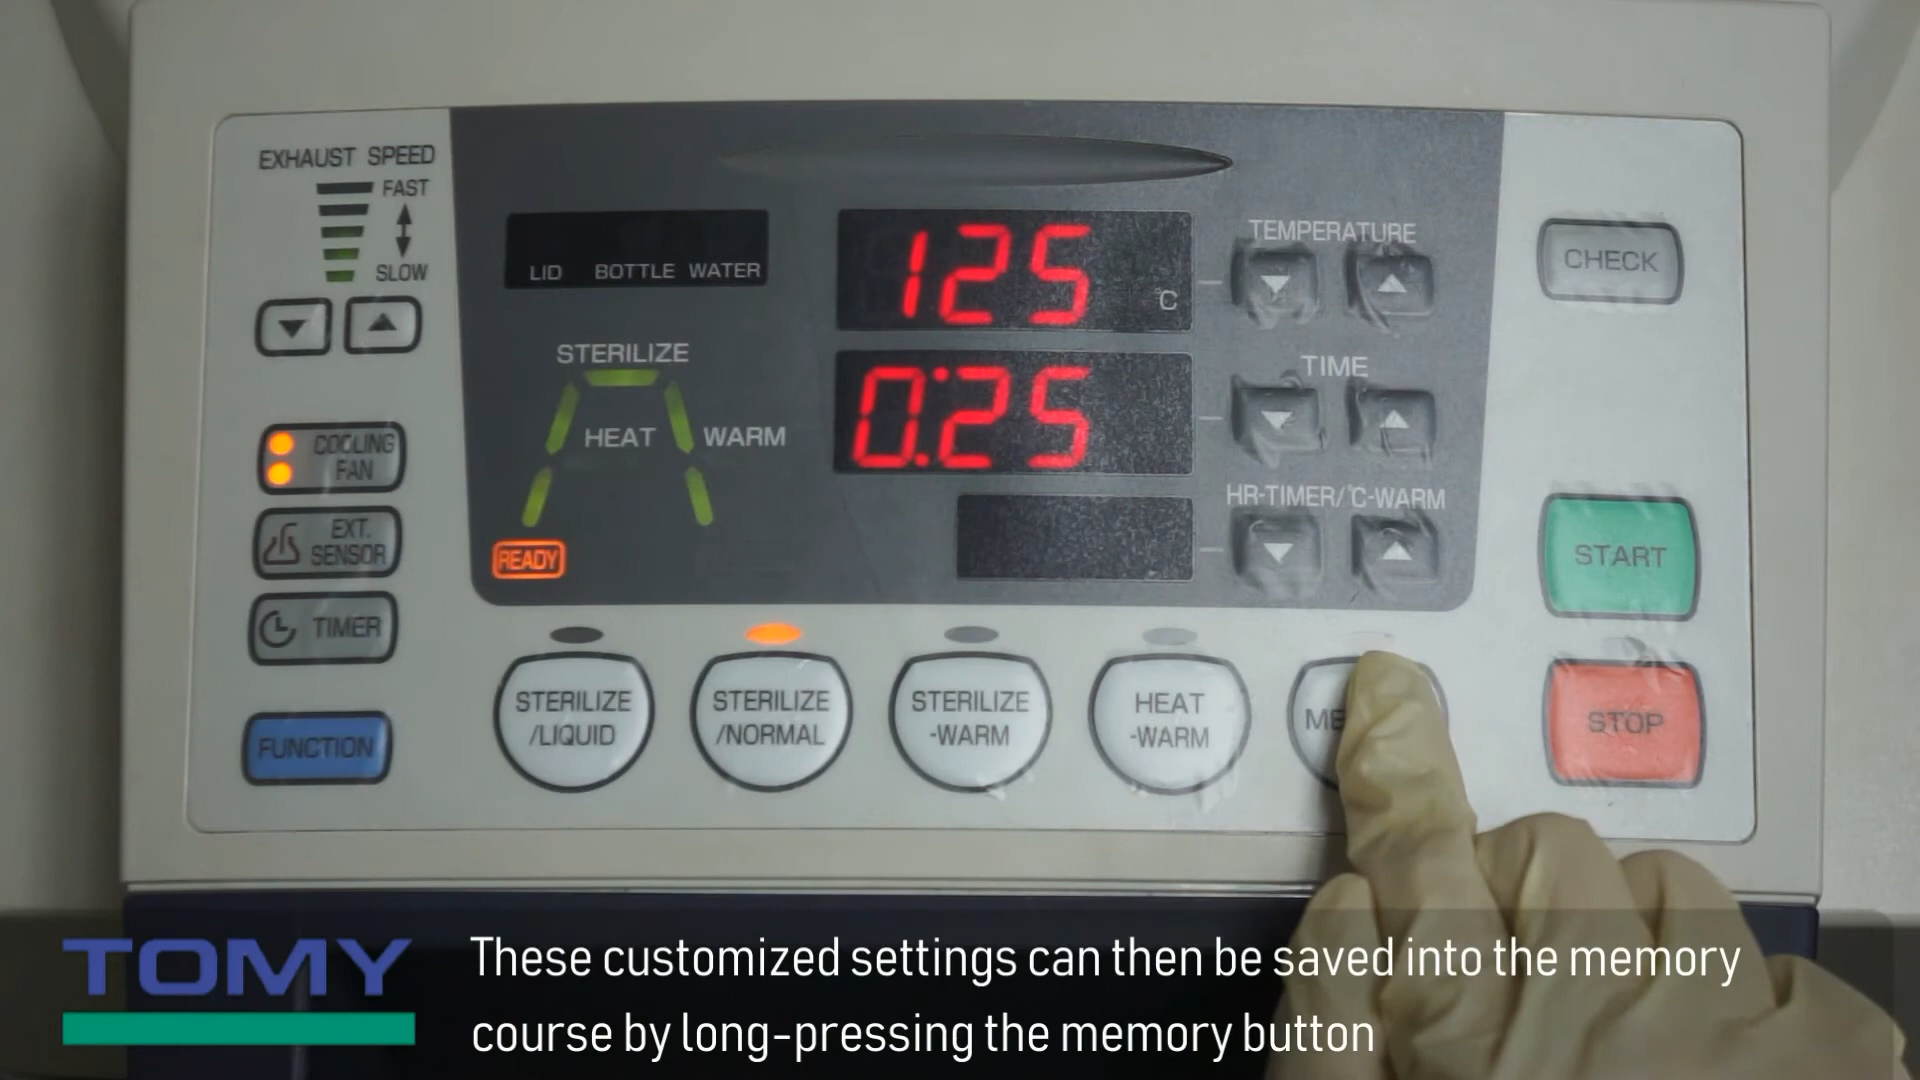 EXHAUST SPEED
FAST
SLOW
COOLING
FAN
EXT.
SENSOR
TIMER
FUNCTION
LID BOTTLE WATER
STERILIZE
HEAT WARM
READY
125
°C
0:25
TEMPERATURE
TIME
HR-TIMER/°C-WARM
CHECK
START
STOP
STERILIZE
/LIQUID
STERILIZE
/NORMAL
STERILIZE
-WARM
HEAT
-WARM
TOMY
These customized settings can then be saved into the memory
course by long-pressing the memory button